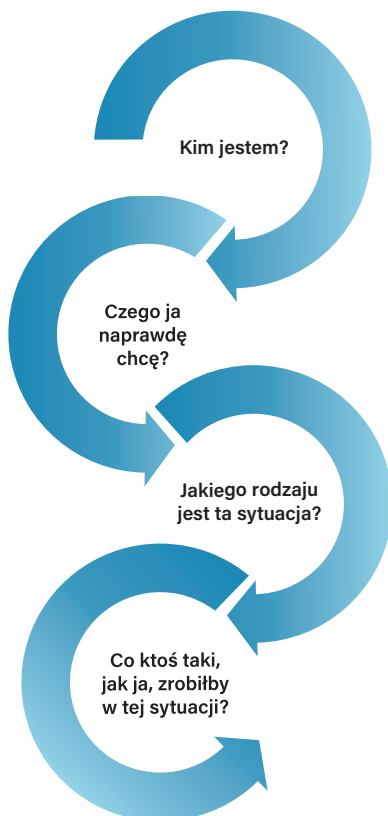 Kim jestem?
Czego ja
naprawdę
chcę?
Jakiego rodzaju
jest ta sytuacja?
Co ktoś taki,
jak ja, zrobiłby
w tej sytuacji?